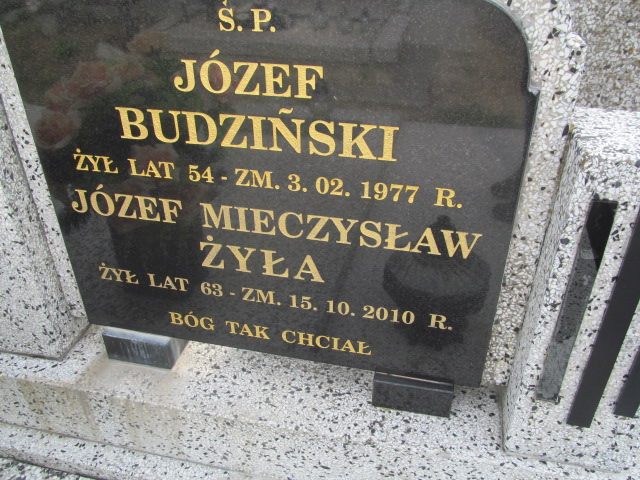 Ś. P.
JÓZEF
BUDZIŃSKI
ŻYŁ LAT 54 - ZM. 3. 02. 1977 R.
JÓZEF MIECZYSŁAW
ŻYŁA
ŻYŁ LAT 63 - ZM. 15. 10. 2010 R.
BÓG TAK CHCIAŁ